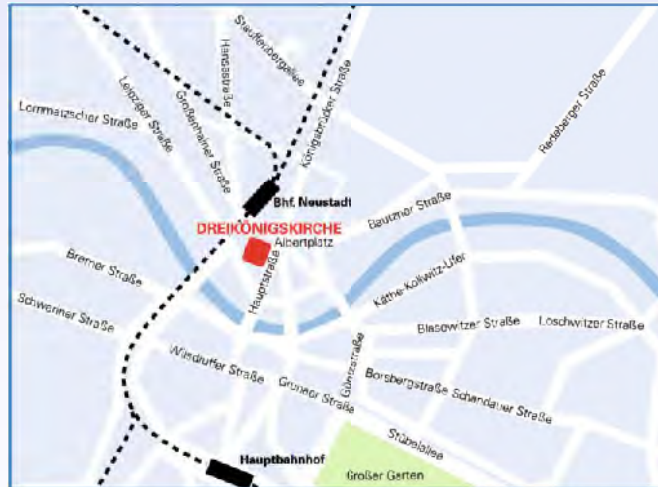 Stauffenbergallee
Hansastraße
Königsbrücker Straße
Leipziger Straße
Großenhainer Straße
Radeberger Straße
Lommatzscher Straße
Bhf. Neustadt
DREIKÖNIGSKIRCHE
Albertplatz
Bautzner Straße
Bremer Straße
Hauptstraße
Käthe-Kollwitz-Ufer
Schweriner Straße
Blasewitzer Straße
Loschwitzer Straße
Wilsdruffer Straße
Güntzstraße
Grunaer Straße
Borsbergstraße
Schandauer Straße
Stübelallee
Hauptbahnhof
Großer Garten